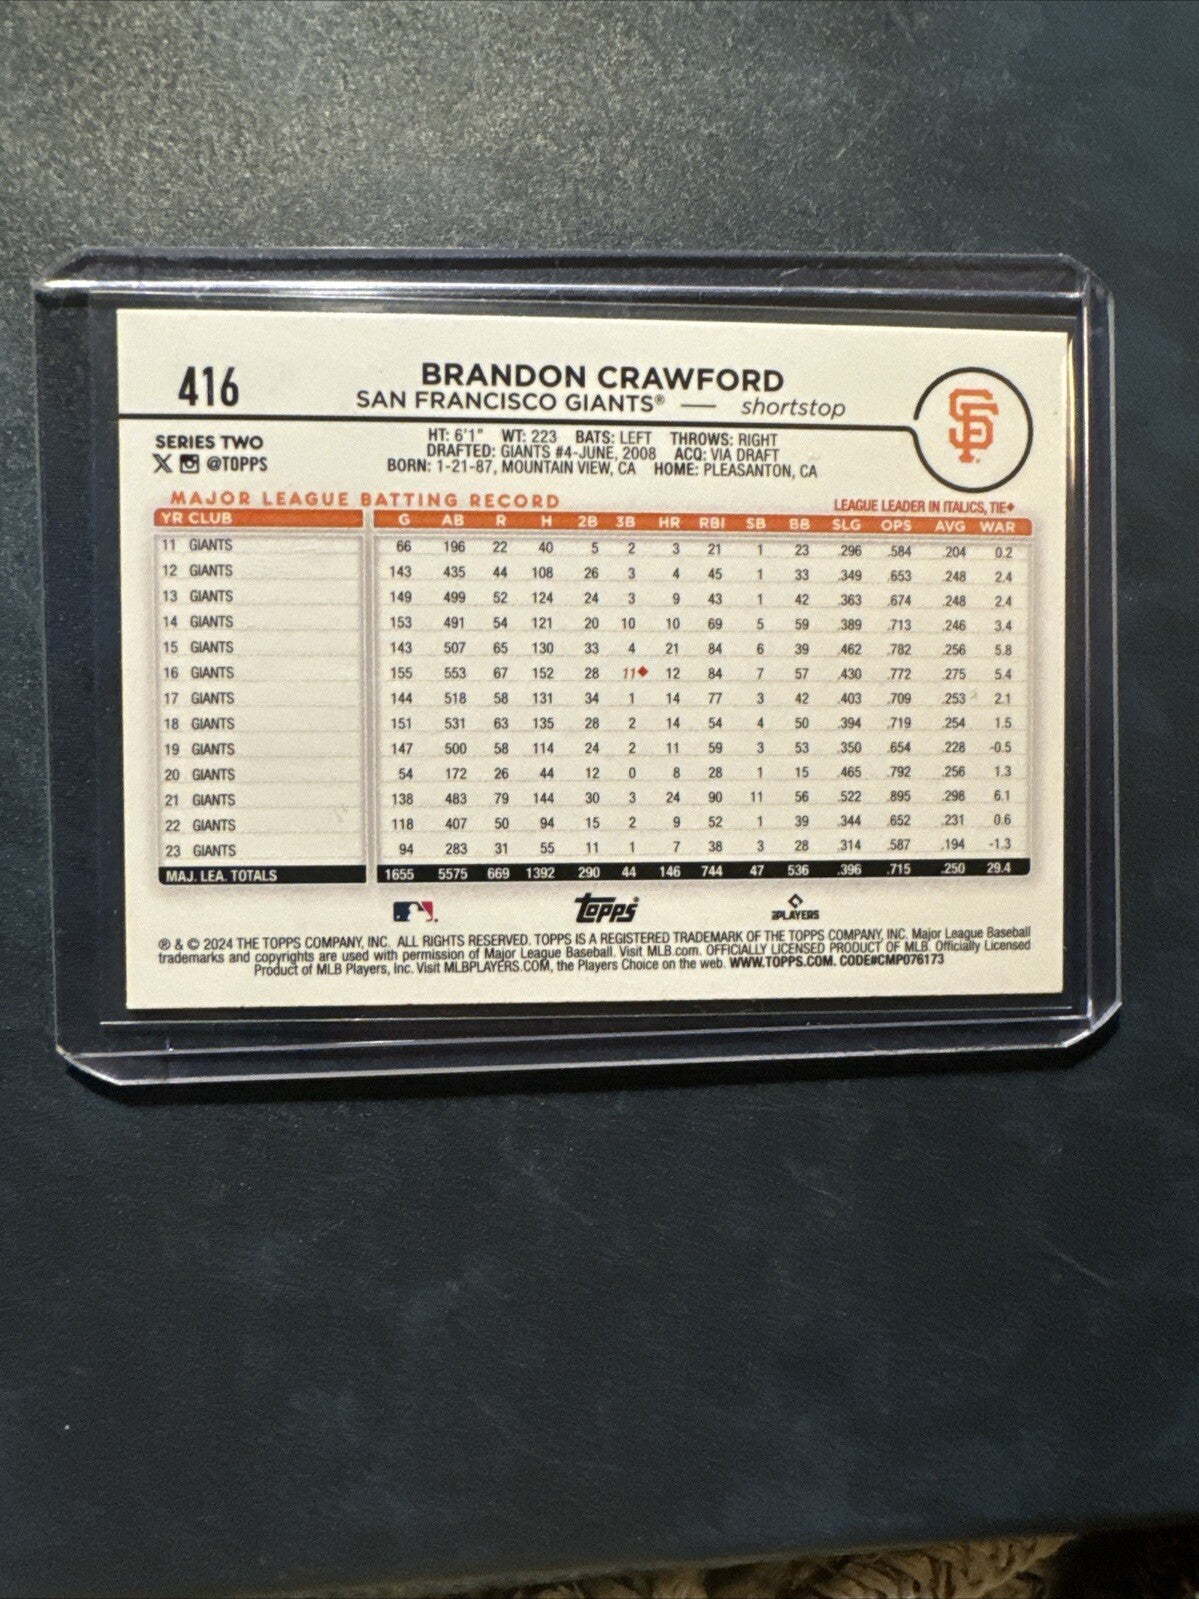 416
BRANDON CRAWFORD
SAN FRANCISCO GIANTS® — shortstop
SF
SERIES TWO
X @TOPPS
HT: 6'1" WT: 223 BATS: LEFT THROWS: RIGHT
DRAFTED: GIANTS #4-JUNE, 2008 ACQ: VIA DRAFT
BORN: 1-21-87, MOUNTAIN VIEW, CA HOME: PLEASANTON, CA
MAJOR LEAGUE BATTING RECORD LEAGUE LEADER IN ITALICS, TIE♦
YR CLUB G AB R H 2B 3B HR RBI SB BB SLG OPS AVG WAR
11 GIANTS 66 196 22 40 5 2 3 21 1 23 .296 .584 .204 0.2
12 GIANTS 143 435 44 108 26 3 4 45 1 33 .349 .653 .248 2.4
13 GIANTS 149 499 52 124 24 3 9 43 1 42 .363 .674 .248 2.4
14 GIANTS 153 491 54 121 20 10 10 69 5 59 .389 .713 .246 3.4
15 GIANTS 143 507 65 130 33 4 21 84 6 39 .462 .782 .256 5.8
16 GIANTS 155 553 67 152 28 11♦ 12 84 7 57 .430 .772 .275 5.4
17 GIANTS 144 518 58 131 34 1 14 77 3 42 .403 .709 .253 2.1
18 GIANTS 151 531 63 135 28 2 14 54 4 50 .394 .719 .254 1.5
19 GIANTS 147 500 58 114 24 2 11 59 3 53 .350 .654 .228 -0.5
20 GIANTS 54 172 26 44 12 0 8 28 1 15 .465 .792 .256 1.3
21 GIANTS 138 483 79 144 30 3 24 90 11 56 .522 .895 .298 6.1
22 GIANTS 118 407 50 94 15 2 9 52 1 39 .344 .652 .231 0.6
23 GIANTS 94 283 31 55 11 1 7 38 3 28 .314 .587 .194 -1.3
MAJ. LEA. TOTALS 1655 5575 669 1392 290 44 146 744 47 536 .396 .715 .250 29.4
Topps PLAYERS
® & © 2024 THE TOPPS COMPANY, INC. ALL RIGHTS RESERVED. TOPPS IS A REGISTERED TRADEMARK OF THE TOPPS COMPANY, INC. Major League Baseball
trademarks and copyrights are used with permission of Major League Baseball. Visit MLB.com. OFFICIALLY LICENSED PRODUCT OF MLB. Officially Licensed
Product of MLB Players, Inc. Visit MLBPLAYERS.COM, the Players Choice on the web. WWW.TOPPS.COM. CODE#CMP076173